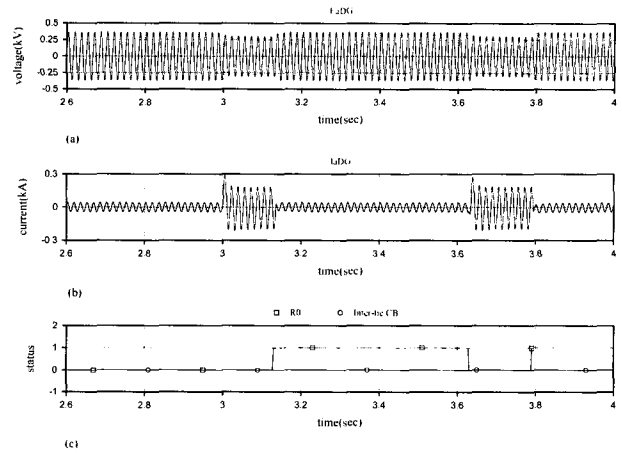 EaDG
voltage(kV)
0.5
0.25
0
-0.25
-0.5
2.6 2.8 3 3.2 3.4 3.6 3.8 4
time(sec)
(a)
IaDG
current(kA)
0.3
0
-0.3
2.6 2.8 3 3.2 3.4 3.6 3.8 4
time(sec)
(b)
R0 Inter-tie CB
status
2
1
0
-1
2.6 2.8 3 3.2 3.4 3.6 3.8 4
time(sec)
(c)